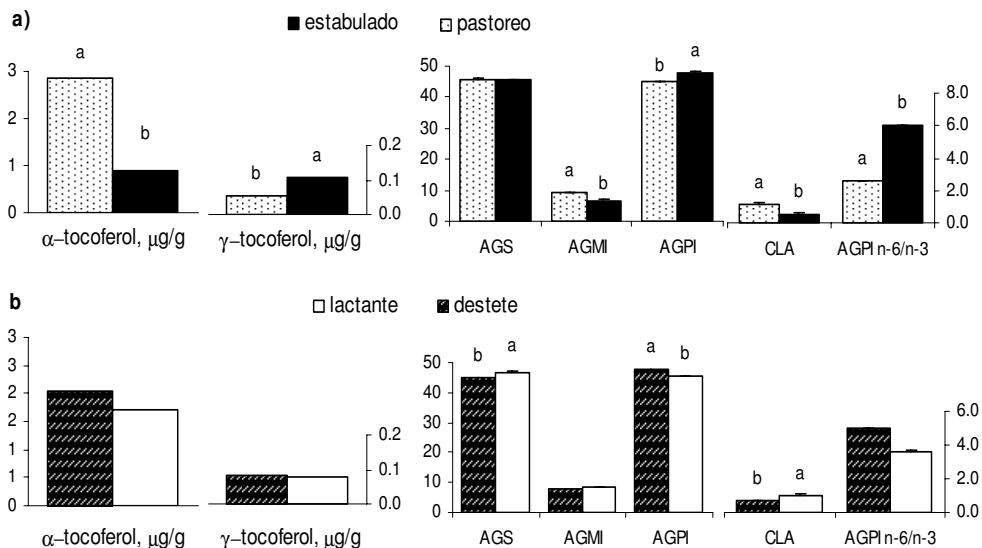 a)
estabulado pastoreo
a
b
3
2
1
0
b
a
0.2
0.1
0.0
α–tocoferol, μg/g γ–tocoferol, μg/g
50
40
30
20
10
0
a
b
b
a
a
b
a
b
8.0
6.0
4.0
2.0
0.0
AGS AGMI AGPI CLA AGPI n-6/n-3
b
lactante destete
3
3
2
2
1
1
0
0.2
0.1
0.0
α–tocoferol, μg/g γ–tocoferol, μg/g
50
40
30
20
10
0
b
a
a
b
b
a
6.0
4.0
2.0
0.0
AGS AGMI AGPI CLA AGPI n-6/n-3